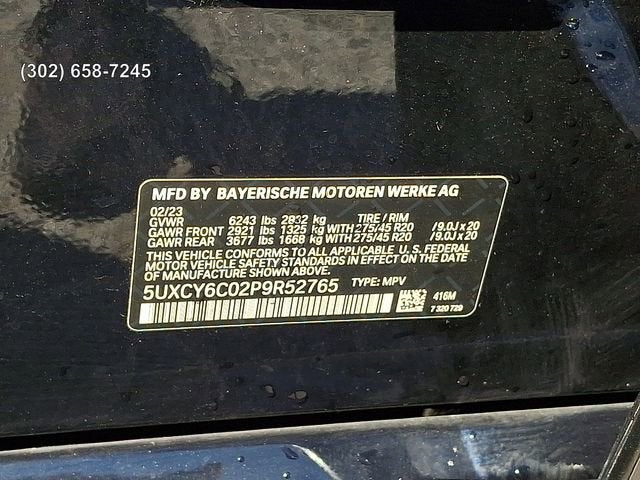 (302) 658-7245
MFD BY BAYERISCHE MOTOREN WERKE AG
02/23
GVWR 6243 lbs 2832 kg TIRE / RIM
GAWR FRONT 2921 lbs 1325 kg WITH 275/45 R20 /9.0J x 20
GAWR REAR 3677 lbs 1668 kg WITH 275/45 R20 /9.0J x 20
THIS VEHICLE CONFORMS TO ALL APPLICABLE U. S. FEDERAL
MOTOR VEHICLE SAFETY STANDARDS IN EFFECT ON THE DATE
OF MANUFACTURE SHOWN ABOVE.
5UXCY6C02P9R52765 TYPE: MPV
416M
7 320 729